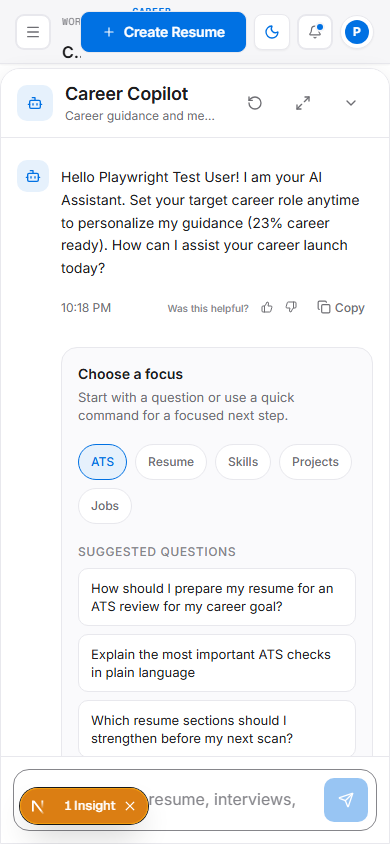 CAREER
C..
Create Resume
P
Career Copilot
Career guidance and me...
Hello Playwright Test User! I am your AI
Assistant. Set your target career role anytime
to personalize my guidance (23% career
ready). How can I assist your career launch
today?
10:18 PM
Was this helpful?
Copy
Choose a focus
Start with a question or use a quick
command for a focused next step.
ATS
Resume
Skills
Projects
Jobs
SUGGESTED QUESTIONS
How should I prepare my resume for an
ATS review for my career goal?
Explain the most important ATS checks
in plain language
Which resume sections should I
strengthen before my next scan?
resume, interviews,
N
1 Insight